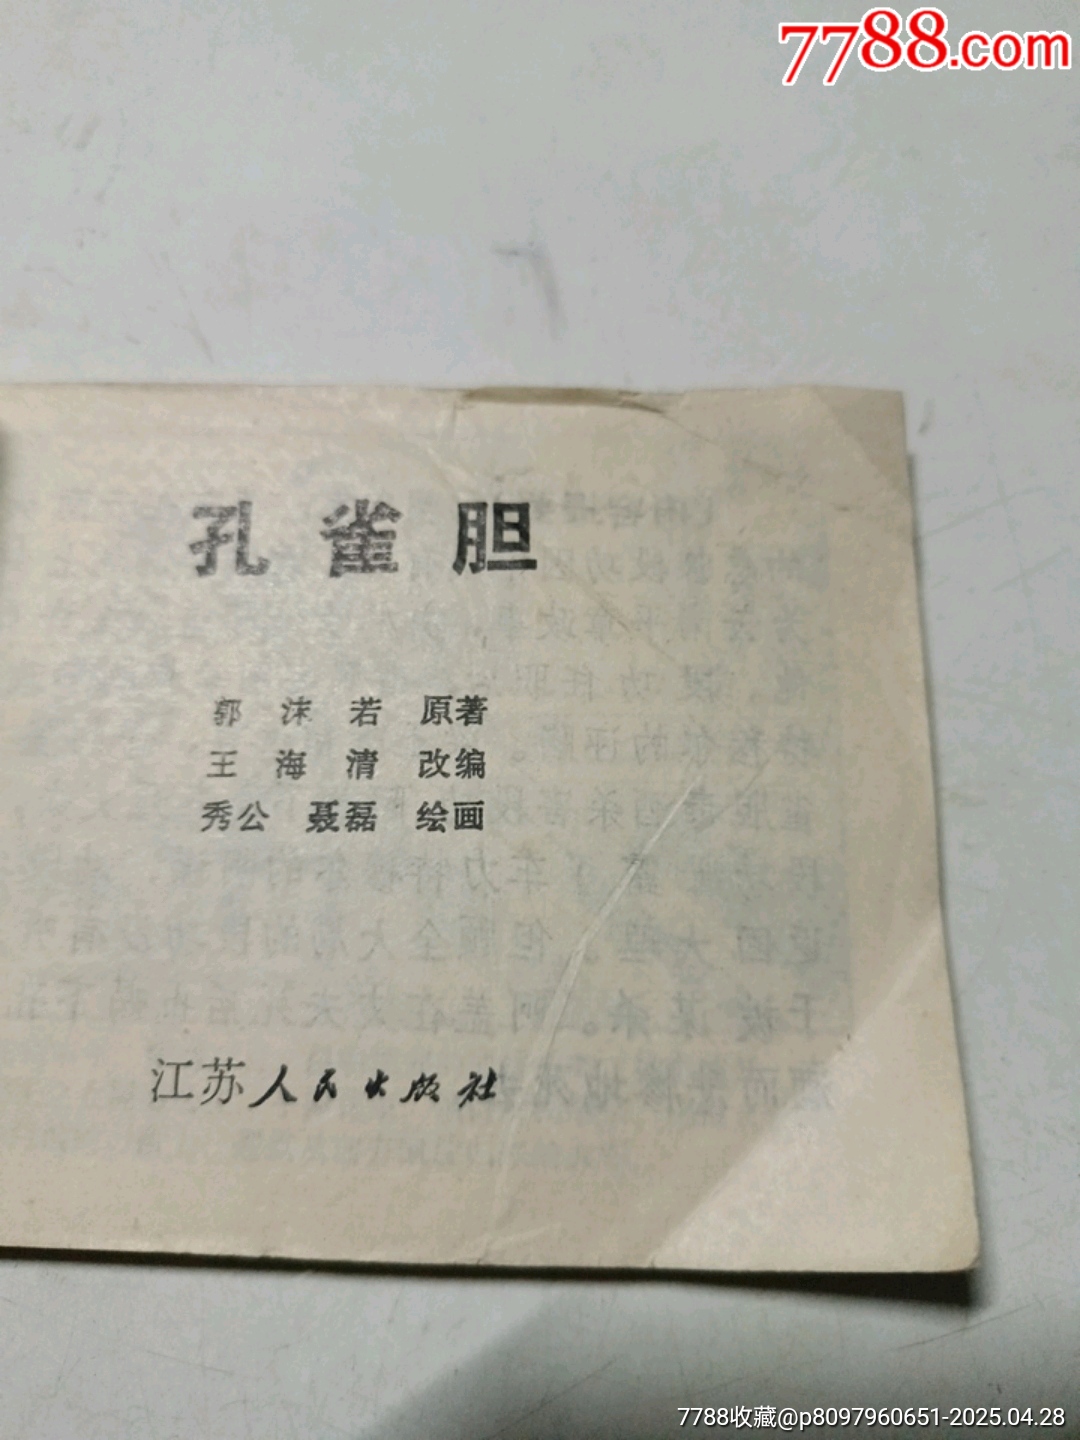 7788.com
孔雀胆
郭沫若 原著
王海清 改编
秀公 聂磊 绘画
江苏人民出版社
7788收藏@p8097960651-2025.04.28